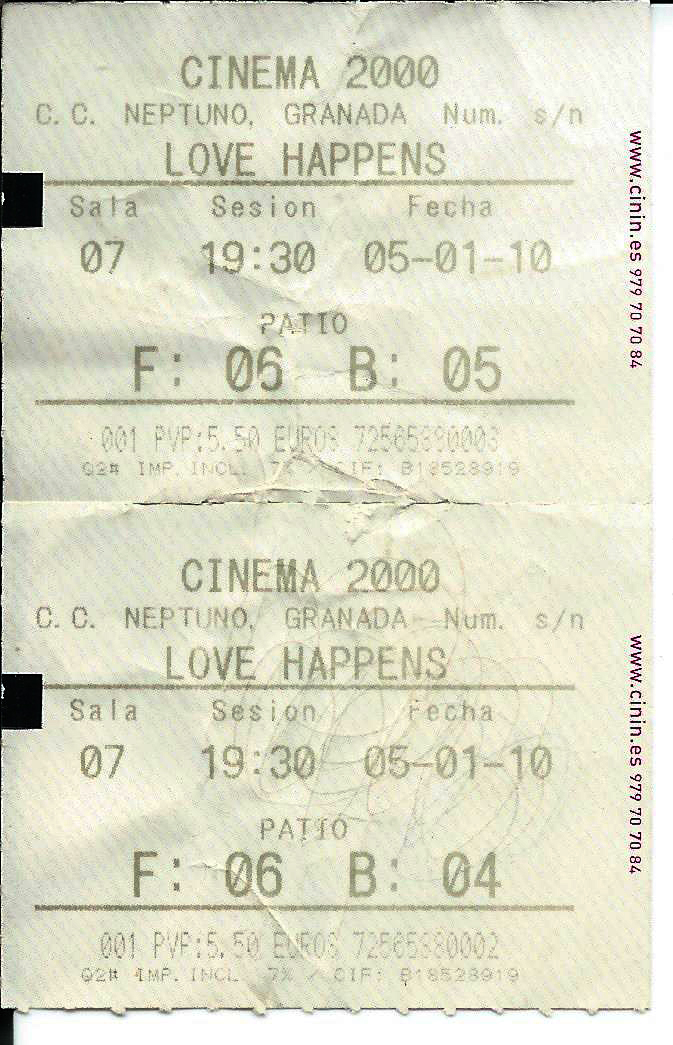 CINEMA 2000
C.C. NEPTUNO, GRANADA Num. s/n
LOVE HAPPENS
Sala Sesion Fecha
07 19:30 05-01-10
PATIO
F: 06 B: 05
001 PVP:5.50 EUROS 72565880003
Q2# IMP.INCL. 7% / CIF: B18528919
www.cinin.es 979 70 70 84
CINEMA 2000
C.C. NEPTUNO, GRANADA Num. s/n
LOVE HAPPENS
Sala Sesion Fecha
07 19:30 05-01-10
PATIO
F: 06 B: 04
001 PVP:5.50 EUROS 72565880002
Q2# IMP.INCL. 7% / CIF: B18528919
www.cinin.es 979 70 70 84